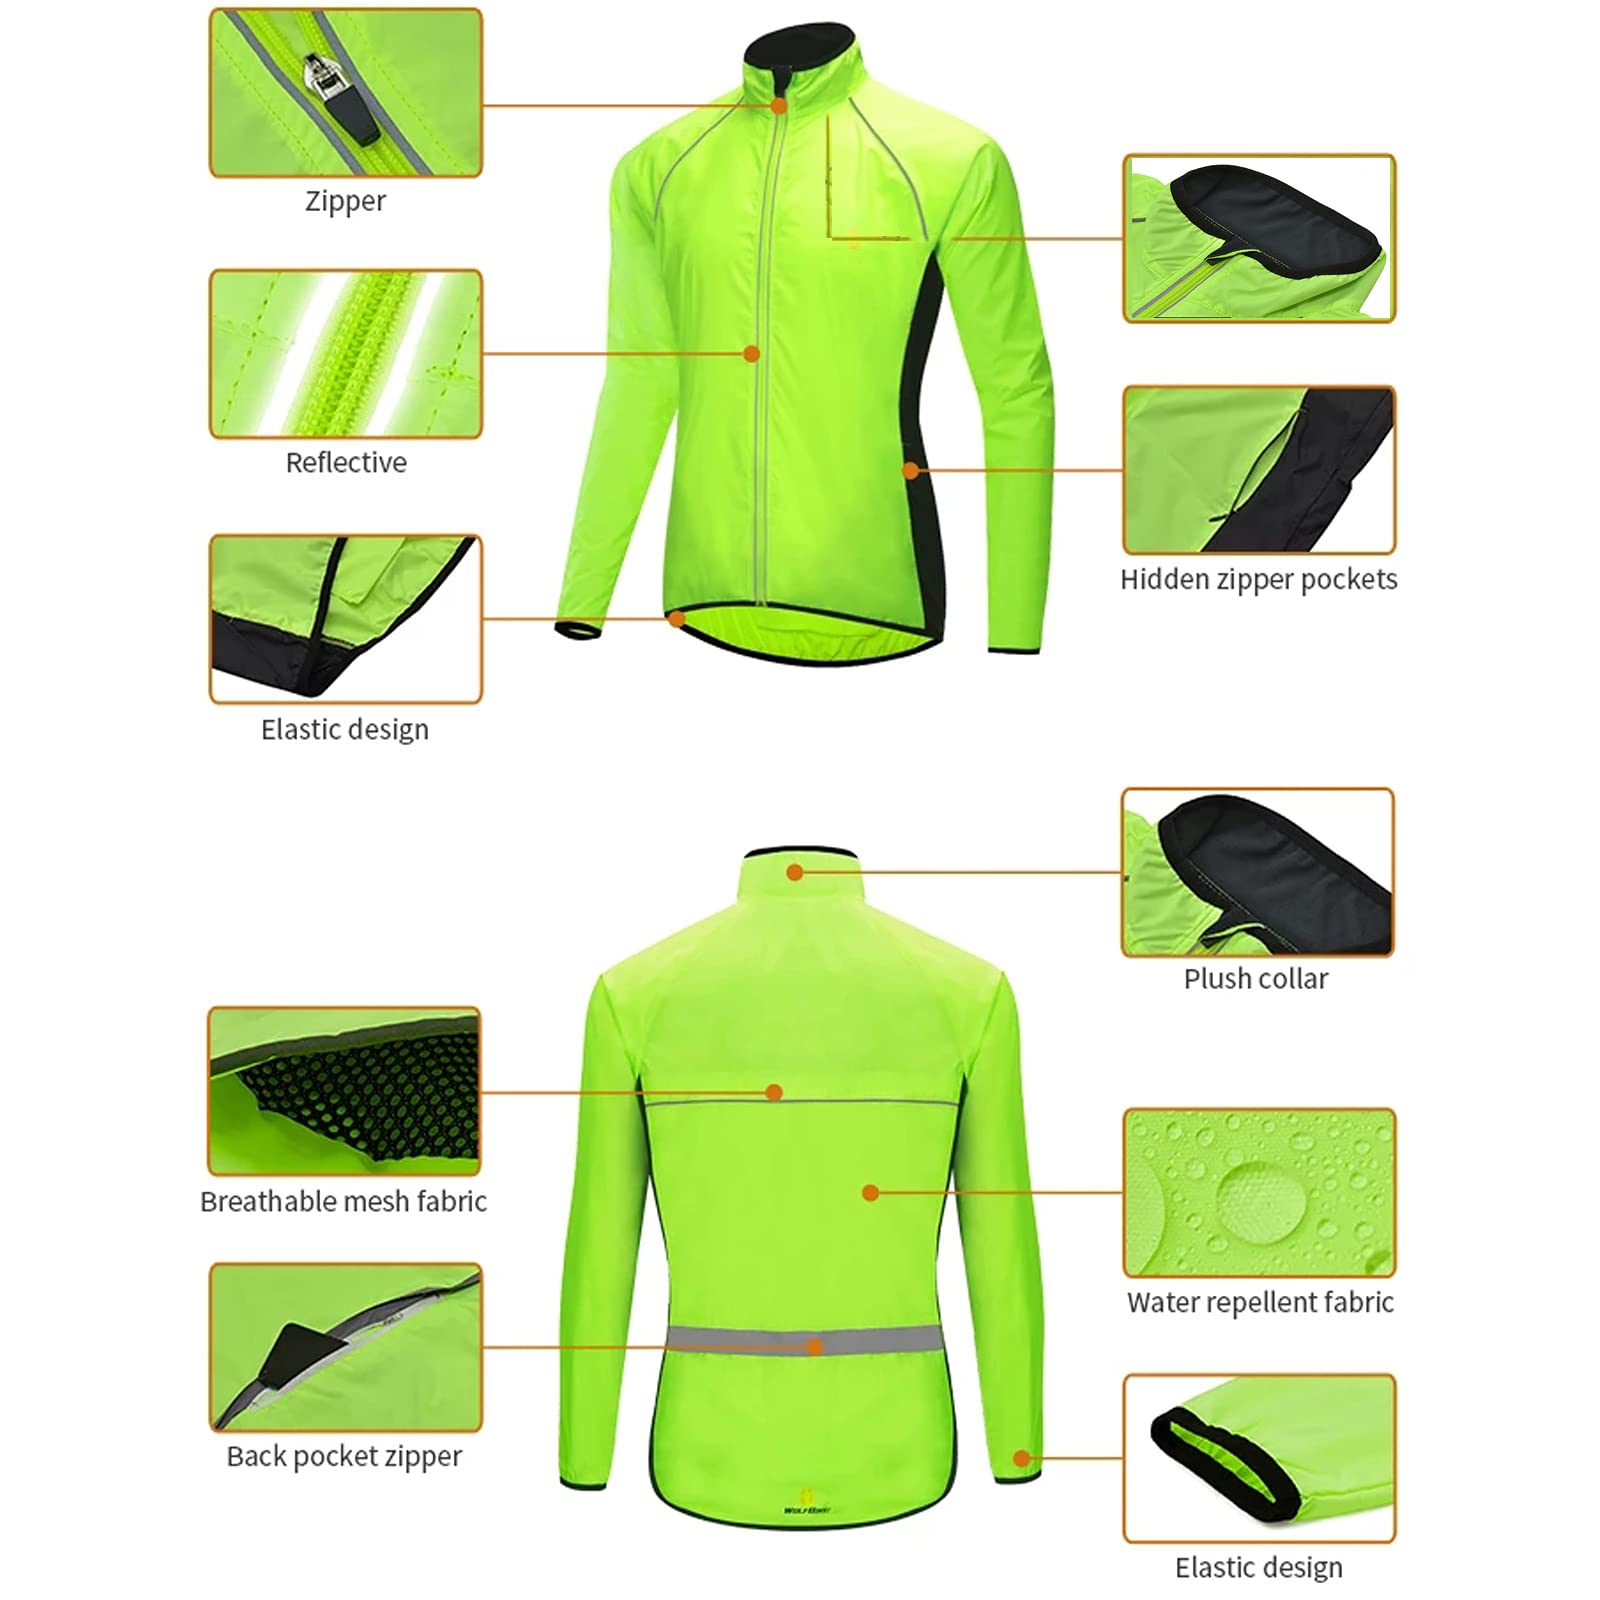 Zipper
Reflective
Hidden zipper pockets
Elastic design
Plush collar
Breathable mesh fabric
Water repellent fabric
Back pocket zipper
WOLFBIKE
Elastic design